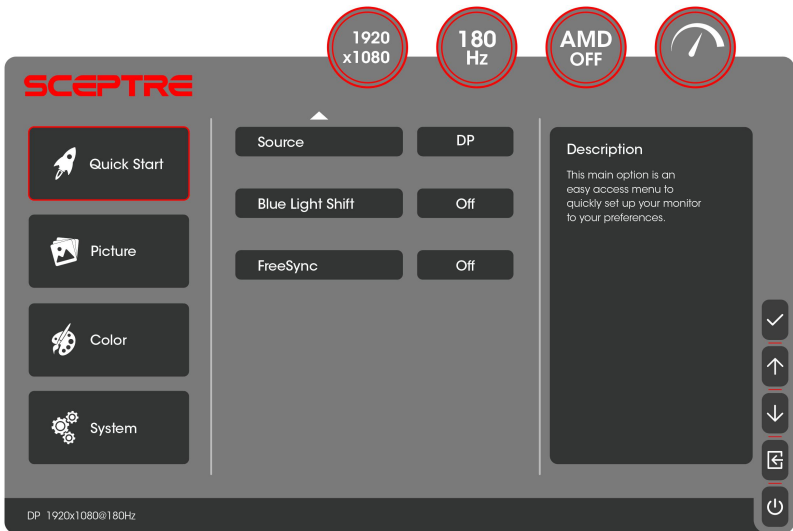 1920
x1080
180
Hz
AMD
OFF
SCEPTRE
Quick Start
Picture
Color
System
Source
DP
Blue Light Shift
Off
FreeSync
Off
Description
This main option is an
easy access menu to
quickly set up your monitor
to your preferences.
DP 1920x1080@180Hz